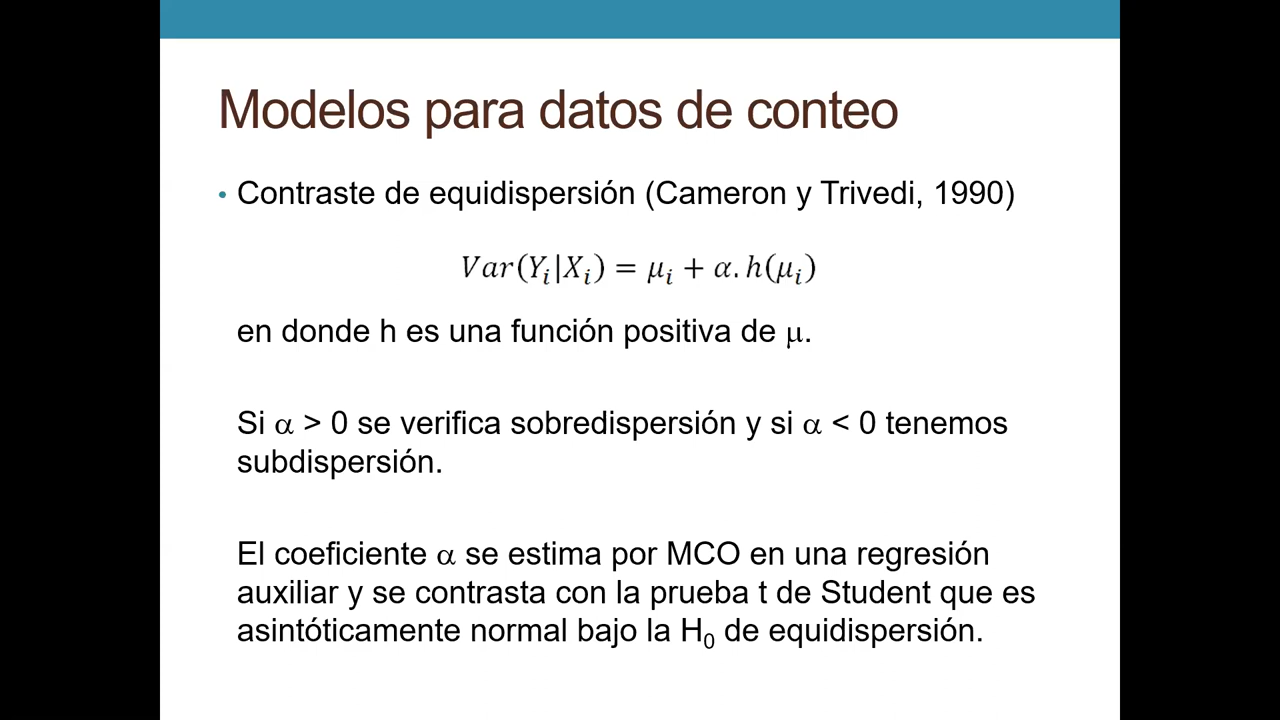 Modelos para datos de conteo
• Contraste de equidispersión (Cameron y Trivedi, 1990)
Var(Yᵢ|Xᵢ) = μᵢ + α. h(μᵢ)
en donde h es una función positiva de μ.
Si α > 0 se verifica sobredispersión y si α < 0 tenemos
subdispersión.
El coeficiente α se estima por MCO en una regresión
auxiliar y se contrasta con la prueba t de Student que es
asintóticamente normal bajo la H₀ de equidispersión.